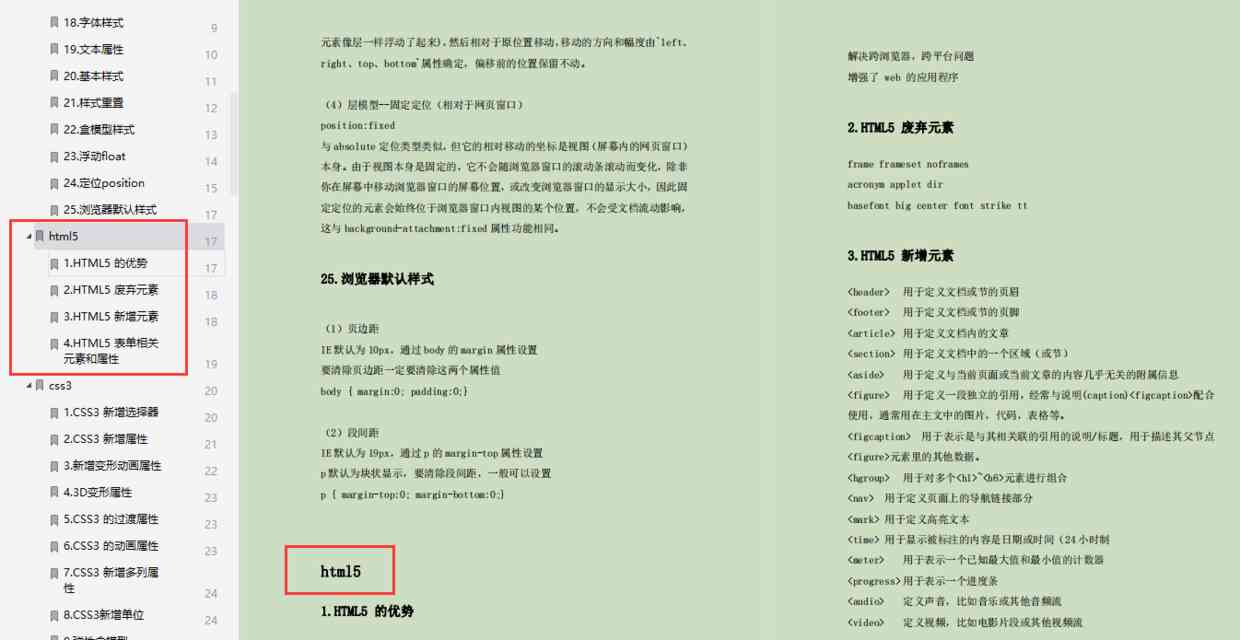 18.字体样式 9
19.文本属性 10
20.基本样式 11
21.样式重置 12
22.盒模型样式 13
23.浮动float 14
24.定位position 15
25.浏览器默认样式 17
html5 17
1.HTML5 的优势 17
2.HTML5 废弃元素 18
3.HTML5 新增元素 18
4.HTML5 表单相关
元素和属性 19
css3 20
1.CSS3 新增选择器 20
2.CSS3 新增属性 21
3.新增变形动画属性 22
4.3D变形属性 23
5.CSS3 的过渡属性 23
6.CSS3 的动画属性 23
7.CSS3 新增多列属
性 24
8.CSS3新增单位 24
元素像层一样浮动了起来),然后相对于原位置移动,移动的方向和幅度由`left、
right、top、bottom`属性确定,偏移前的位置保留不动。
(4)层模型--固定定位(相对于网页窗口)
position:fixed
与 absolute 定位类型类似,但它的相对移动的坐标是视图(屏幕内的网页窗口)
本身。由于视图本身是固定的,它不会随浏览器窗口的滚动条滚动而变化,除非
你在屏幕中移动浏览器窗口的屏幕位置,或改变浏览器窗口的显示大小,因此固
定定位的元素会始终位于浏览器窗口内视图的某个位置,不会受文档流动影响,
这与 background-attachment:fixed 属性功能相同。
25.浏览器默认样式
(1)页边距
IE 默认为 10px,通过 body 的 margin 属性设置
要清除页边距一定要清除这两个属性值
body { margin:0; padding:0;}
(2)段间距
IE 默认为 19px,通过 p 的 margin-top 属性设置
p 默认为块状显示,要清除段间距,一般可以设置
p { margin-top:0; margin-bottom:0;}
html5
1.HTML5 的优势
解决跨浏览器,跨平台问题
增强了 web 的应用程序
2.HTML5 废弃元素
frame frameset noframes
acronym applet dir
basefont big center font strike tt
3.HTML5 新增元素
<header> 用于定义文档或节的页眉
<footer> 用于定义文档或节的页脚
<article> 用于定义文档内的文章
<section> 用于定义文档中的一个区域(或节)
<aside> 用于定义与当前页面或当前文章的内容几乎无关的附属信息
<figure> 用于定义一段独立的引用,经常与说明(caption)<figcaption>配合
使用,通常用在主文中的图片,代码,表格等。
<figcaption> 用于表示是与其相关联的引用的说明/标题,用于描述其父节点
<figure>元素里的其他数据。
<hgroup> 用于对多个<h1>~<h6>元素进行组合
<nav> 用于定义页面上的导航链接部分
<mark> 用于定义高亮文本
<time> 用于显示被标注的内容是日期或时间(24 小时制
<meter> 用于表示一个已知最大值和最小值的计数器
<progress> 用于表示一个进度条
<audio> 定义声音,比如音乐或其他音频流
<video> 定义视频,比如电影片段或其他视频流